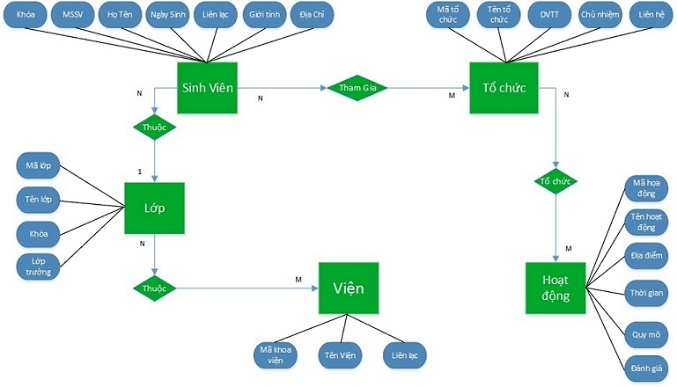 Khóa
MSSV
Họ Tên
Ngày Sinh
Liên lạc
Giới tính
Địa Chỉ
Mã tổ
chức
Tên tổ
chức
DVTT
Chủ nhiệm
Liên hệ
Sinh Viên
Tham Gia
Tổ chức
N
N
M
N
Thuộc
1
Mã lớp
Tên lớp
Khóa
Lớp
trưởng
Lớp
N
Thuộc
M
Viện
Mã khoa
viện
Tên Viện
Liên lạc
Tổ chức
M
Hoạt
động
Mã họa
động
Tên hoạt
động
Địa điểm
Thời gian
Quy mô
Đánh giá